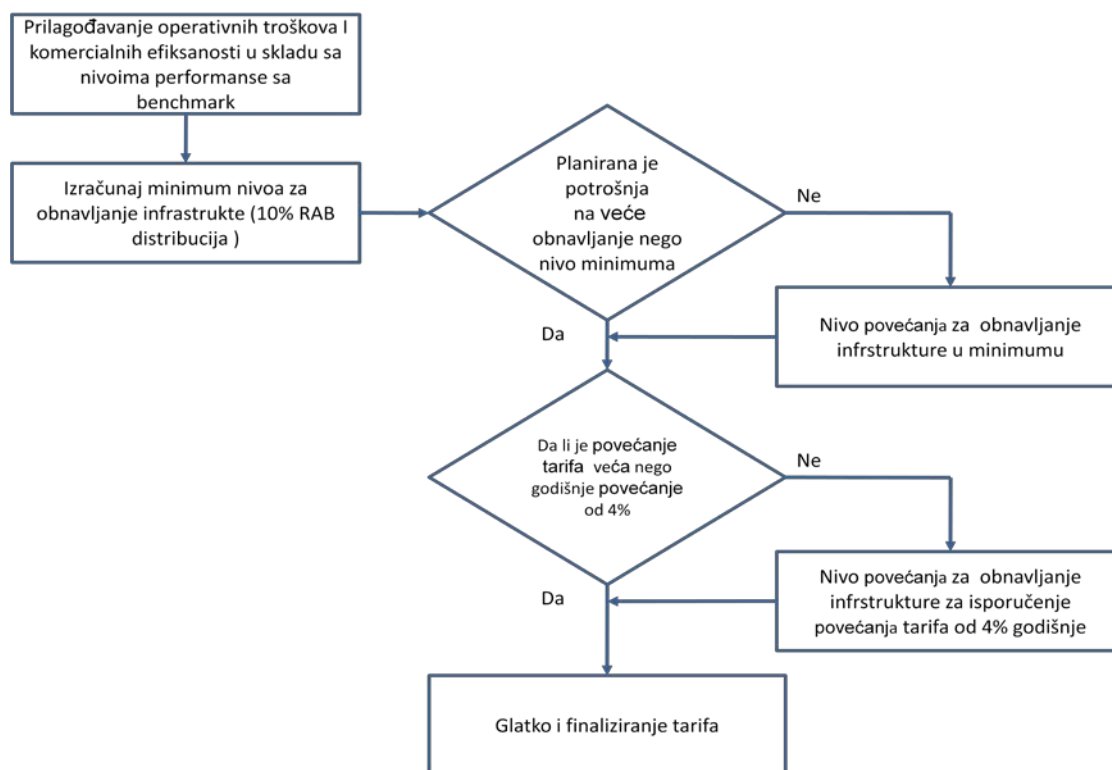 Prilagođavanje operativnih troškova I
komercialnih efiksanosti u skladu sa
nivoima performanse sa
benchmark
Izračunaj minimum nivoa za
obnavljanje infrastrukte (10% RAB
distribucija )
Planirana je
potrošnja
na veće
obnavljanje nego
nivo minimuma
Ne
Nivo povećanja za obnavljanje
infrstrukture u minimumu
Da
Da li je povećanje
tarifa veća nego
godišnje povećanje
od 4%
Ne
Nivo povećanja za obnavljanje
infrstrukture za isporučenje
povećanja tarifa od 4% godišnje
Da
Glatko i finaliziranje tarifa